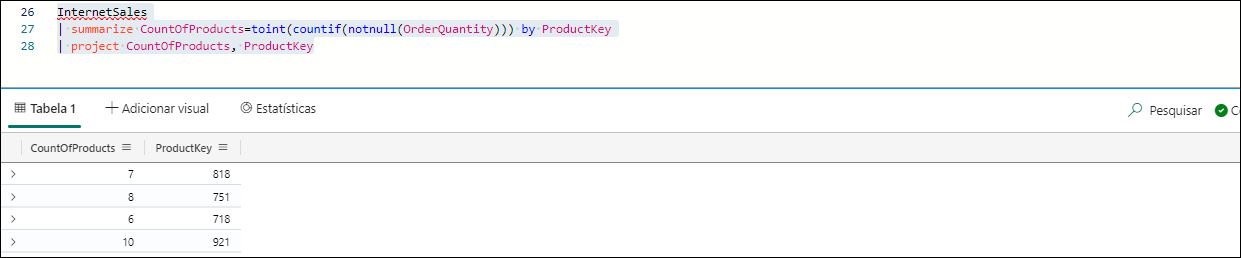 26 InternetSales
27 | summarize CountOfProducts=toint(countif(notnull(OrderQuantity))) by ProductKey
28 | project CountOfProducts, ProductKey
Tabela 1 Adicionar visual Estatísticas Pesquisar
CountOfProducts ProductKey
7 818
8 751
6 718
10 921